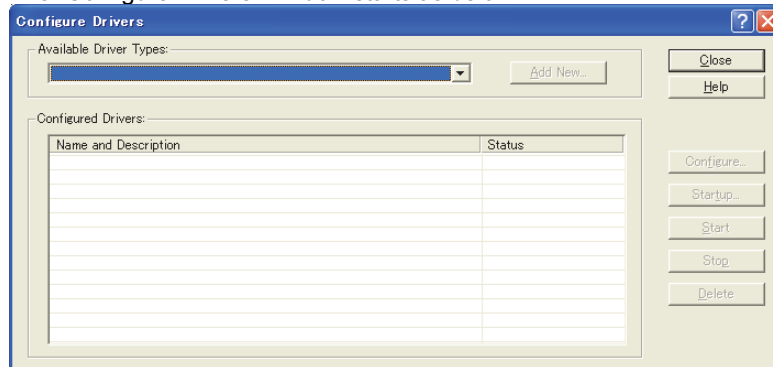 Configure Drivers
Available Driver Types:
Add New...
Close
Help
Configured Drivers:
Name and Description Status
Configure...
Startup...
Start
Stop
Delete